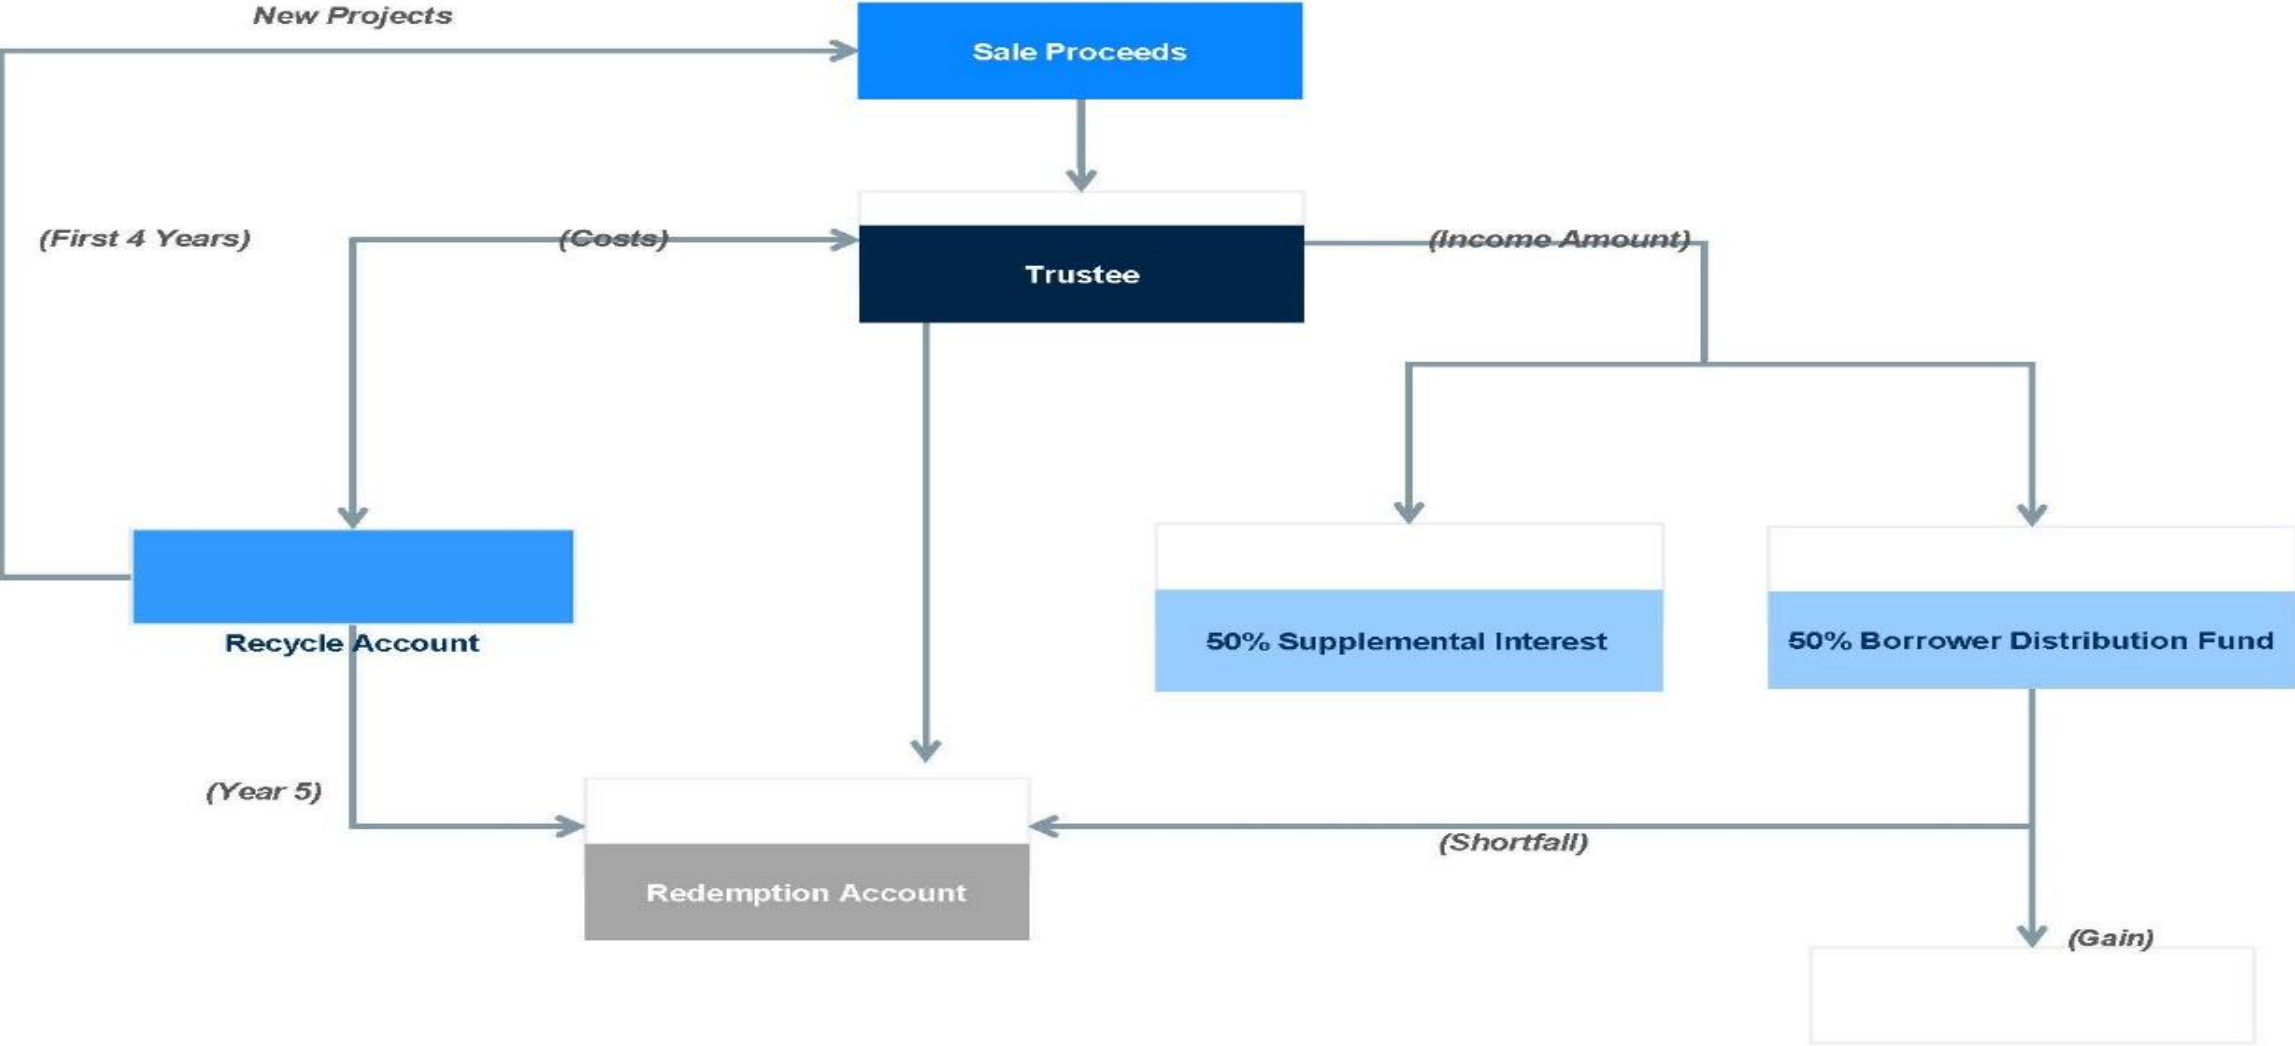 New Projects
Sale Proceeds
(First 4 Years)
(Costs)
(Income Amount)
Trustee
Recycle Account
50% Supplemental Interest
50% Borrower Distribution Fund
(Year 5)
(Shortfall)
Redemption Account
(Gain)